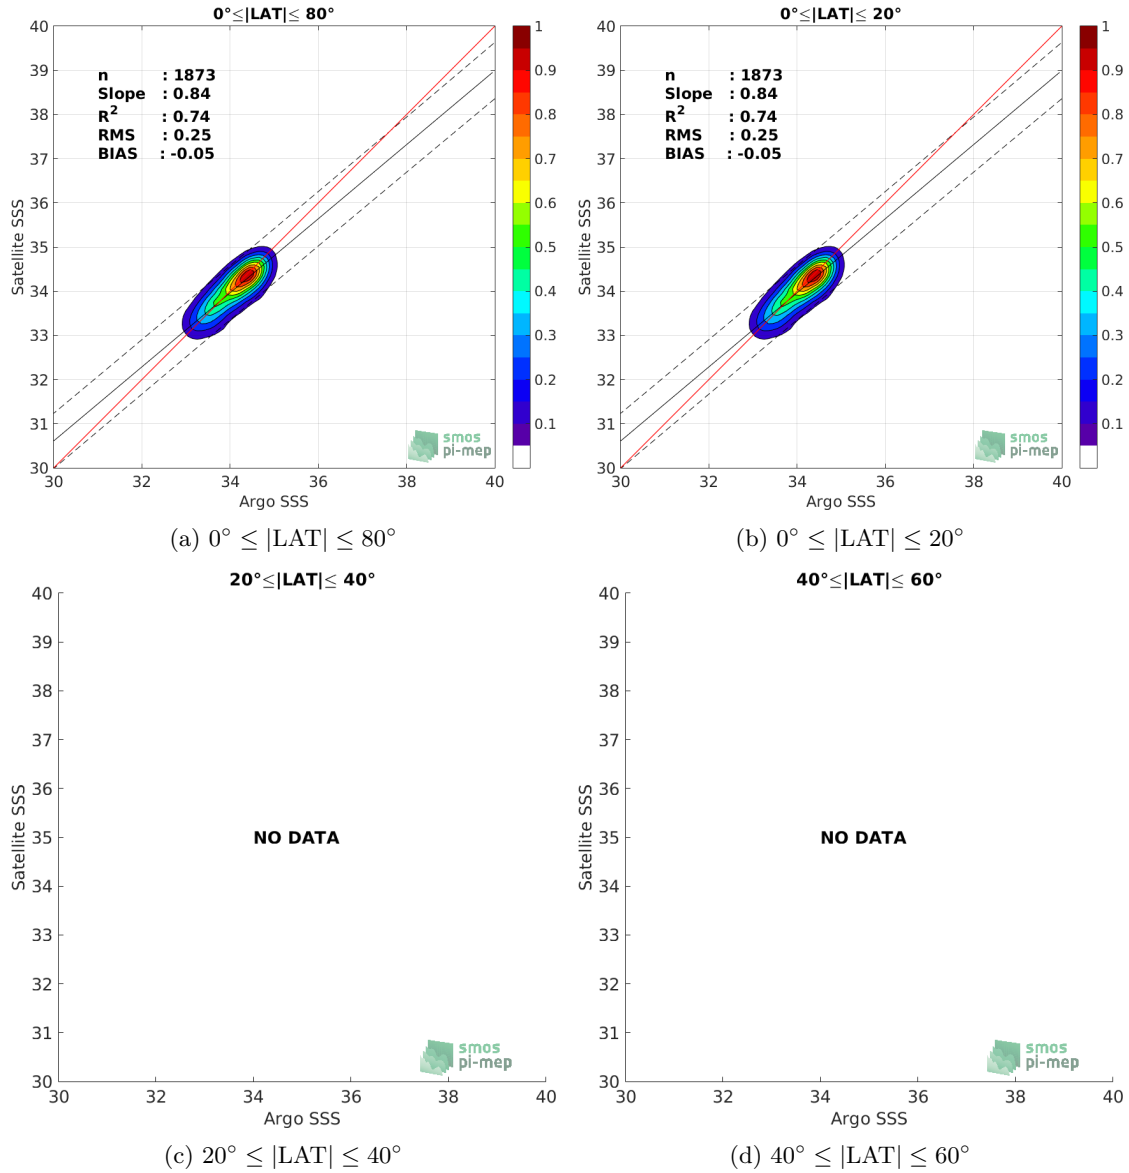 0°≤|LAT|≤ 80°
40
39
38
37
36
35
34
33
32
31
30
Satellite SSS
n : 1873
Slope : 0.84
R² : 0.74
RMS : 0.25
BIAS : -0.05
smos
pi-mep
30 32 34 36 38 40
Argo SSS
1
0.9
0.8
0.7
0.6
0.5
0.4
0.3
0.2
0.1
(a) 0° ≤ |LAT| ≤ 80°
0°≤|LAT|≤ 20°
40
39
38
37
36
35
34
33
32
31
30
Satellite SSS
n : 1873
Slope : 0.84
R² : 0.74
RMS : 0.25
BIAS : -0.05
smos
pi-mep
30 32 34 36 38 40
Argo SSS
1
0.9
0.8
0.7
0.6
0.5
0.4
0.3
0.2
0.1
(b) 0° ≤ |LAT| ≤ 20°
20°≤|LAT|≤ 40°
40
39
38
37
36
35
34
33
32
31
30
Satellite SSS
NO DATA
smos
pi-mep
30 32 34 36 38 40
Argo SSS
(c) 20° ≤ |LAT| ≤ 40°
40°≤|LAT|≤ 60°
40
39
38
37
36
35
34
33
32
31
30
Satellite SSS
NO DATA
smos
pi-mep
30 32 34 36 38 40
Argo SSS
(d) 40° ≤ |LAT| ≤ 60°